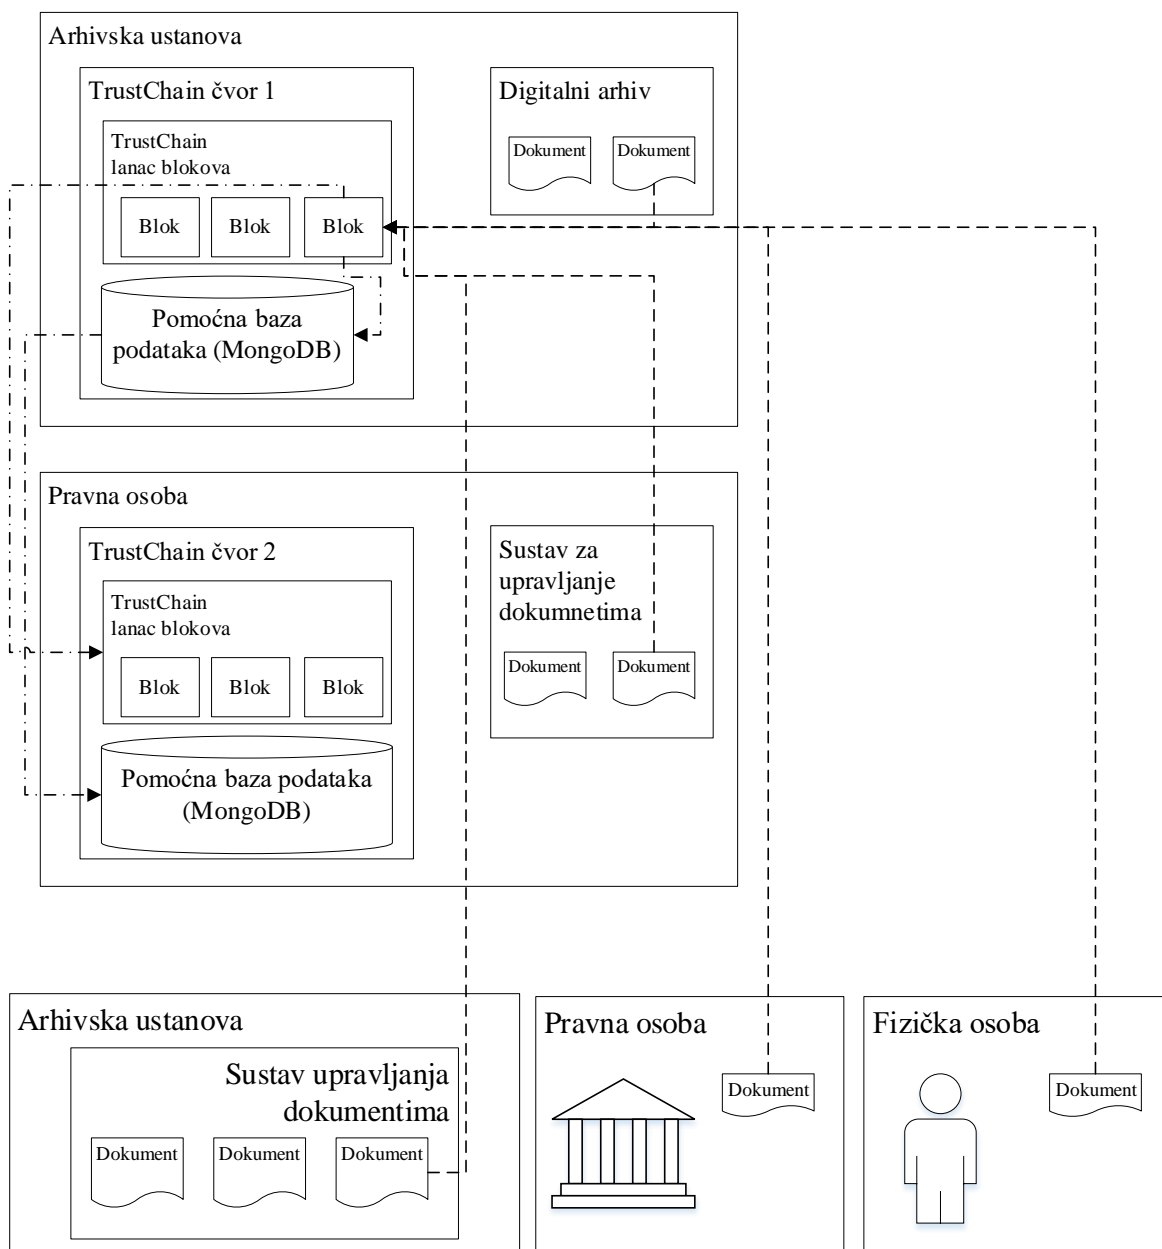 Arhivska ustanova
TrustChain čvor 1
TrustChain
lanac blokova
Blok
Blok
Blok
Pomoćna baza
podataka (MongoDB)
Digitalni arhiv
Dokument
Dokument
Pravna osoba
TrustChain čvor 2
TrustChain
lanac blokova
Blok
Blok
Blok
Pomoćna baza podataka
(MongoDB)
Sustav za
upravljanje
dokumnetima
Dokument
Dokument
Arhivska ustanova
Sustav upravljanja
dokumentima
Dokument
Dokument
Dokument
Pravna osoba
Dokument
Fizička osoba
Dokument